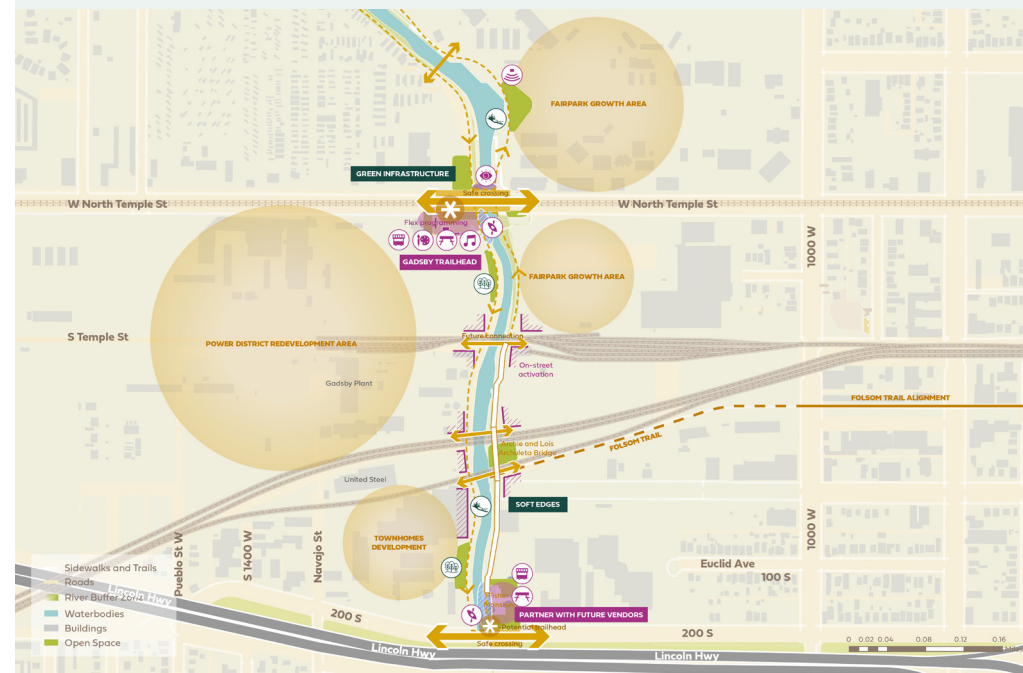 FAIRPARK GROWTH AREA
GREEN INFRASTRUCTURE
Safe crossing
W North Temple St
W North Temple St
Flex programming
1000 W
GADSBY TRAILHEAD
FAIRPARK GROWTH AREA
S Temple St
Future connection
POWER DISTRICT REDEVELOPMENT AREA
On-street
activation
Gadsby Plant
FOLSOM TRAIL ALIGNMENT
Archie and Lois
Archuleta Bridge
FOLSOM TRAIL
United Steel
SOFT EDGES
1000 W
TOWNHOMES
DEVELOPMENT
Pueblo St W
S 1400 W
Navajo St
Euclid Ave
100 S
Sidewalks and Trails
Roads
River Buffer Zone
Waterbodies
Buildings
Open Space
Lincoln Hwy
200 S
Fisher
Mansion
PARTNER WITH FUTURE VENDORS
Potential trailhead
200 S
Safe crossing
Lincoln Hwy
Lincoln Hwy
0 0.02 0.04 0.08 0.12 0.16
Miles